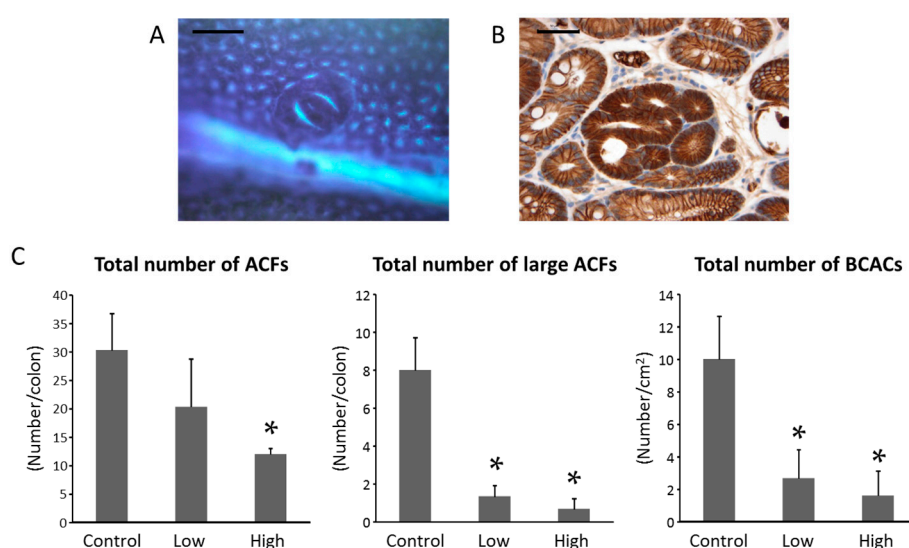 A
B
C
Total number of ACFs
Total number of large ACFs
Total number of BCACs
(Number/colon)
40
35
30
25
20
15
10
5
0
*
Control Low High
(Number/colon)
8
6
4
2
0
*
*
Control Low High
(Number/cm²)
14
12
10
8
6
4
2
0
*
*
Control Low High